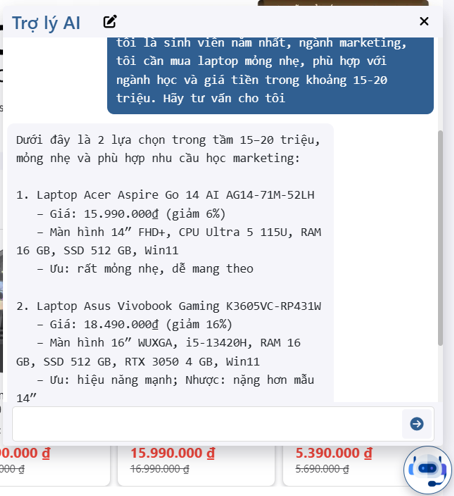 Trợ lý AI
tôi là sinh viên năm nhất, ngành marketing,
tôi cần mua laptop mỏng nhẹ, phù hợp với
ngành học và giá tiền trong khoảng 15-20
triệu. Hãy tư vấn cho tôi
Dưới đây là 2 lựa chọn trong tầm 15–20 triệu,
mỏng nhẹ và phù hợp nhu cầu học marketing:
1. Laptop Acer Aspire Go 14 AI AG14-71M-52LH
– Giá: 15.990.000₫ (giảm 6%)
– Màn hình 14” FHD+, CPU Ultra 5 115U, RAM
16 GB, SSD 512 GB, Win11
– Ưu: rất mỏng nhẹ, dễ mang theo
2. Laptop Asus Vivobook Gaming K3605VC-RP431W
– Giá: 18.490.000₫ (giảm 16%)
– Màn hình 16” WUXGA, i5-13420H, RAM 16
GB, SSD 512 GB, RTX 3050 4 GB, Win11
– Ưu: hiệu năng mạnh; Nhược: nặng hơn mẫu
14”
90.000 ₫ 15.990.000 ₫ 5.390.000 ₫
.000 ₫ 16.990.000 ₫ 5.690.000 ₫